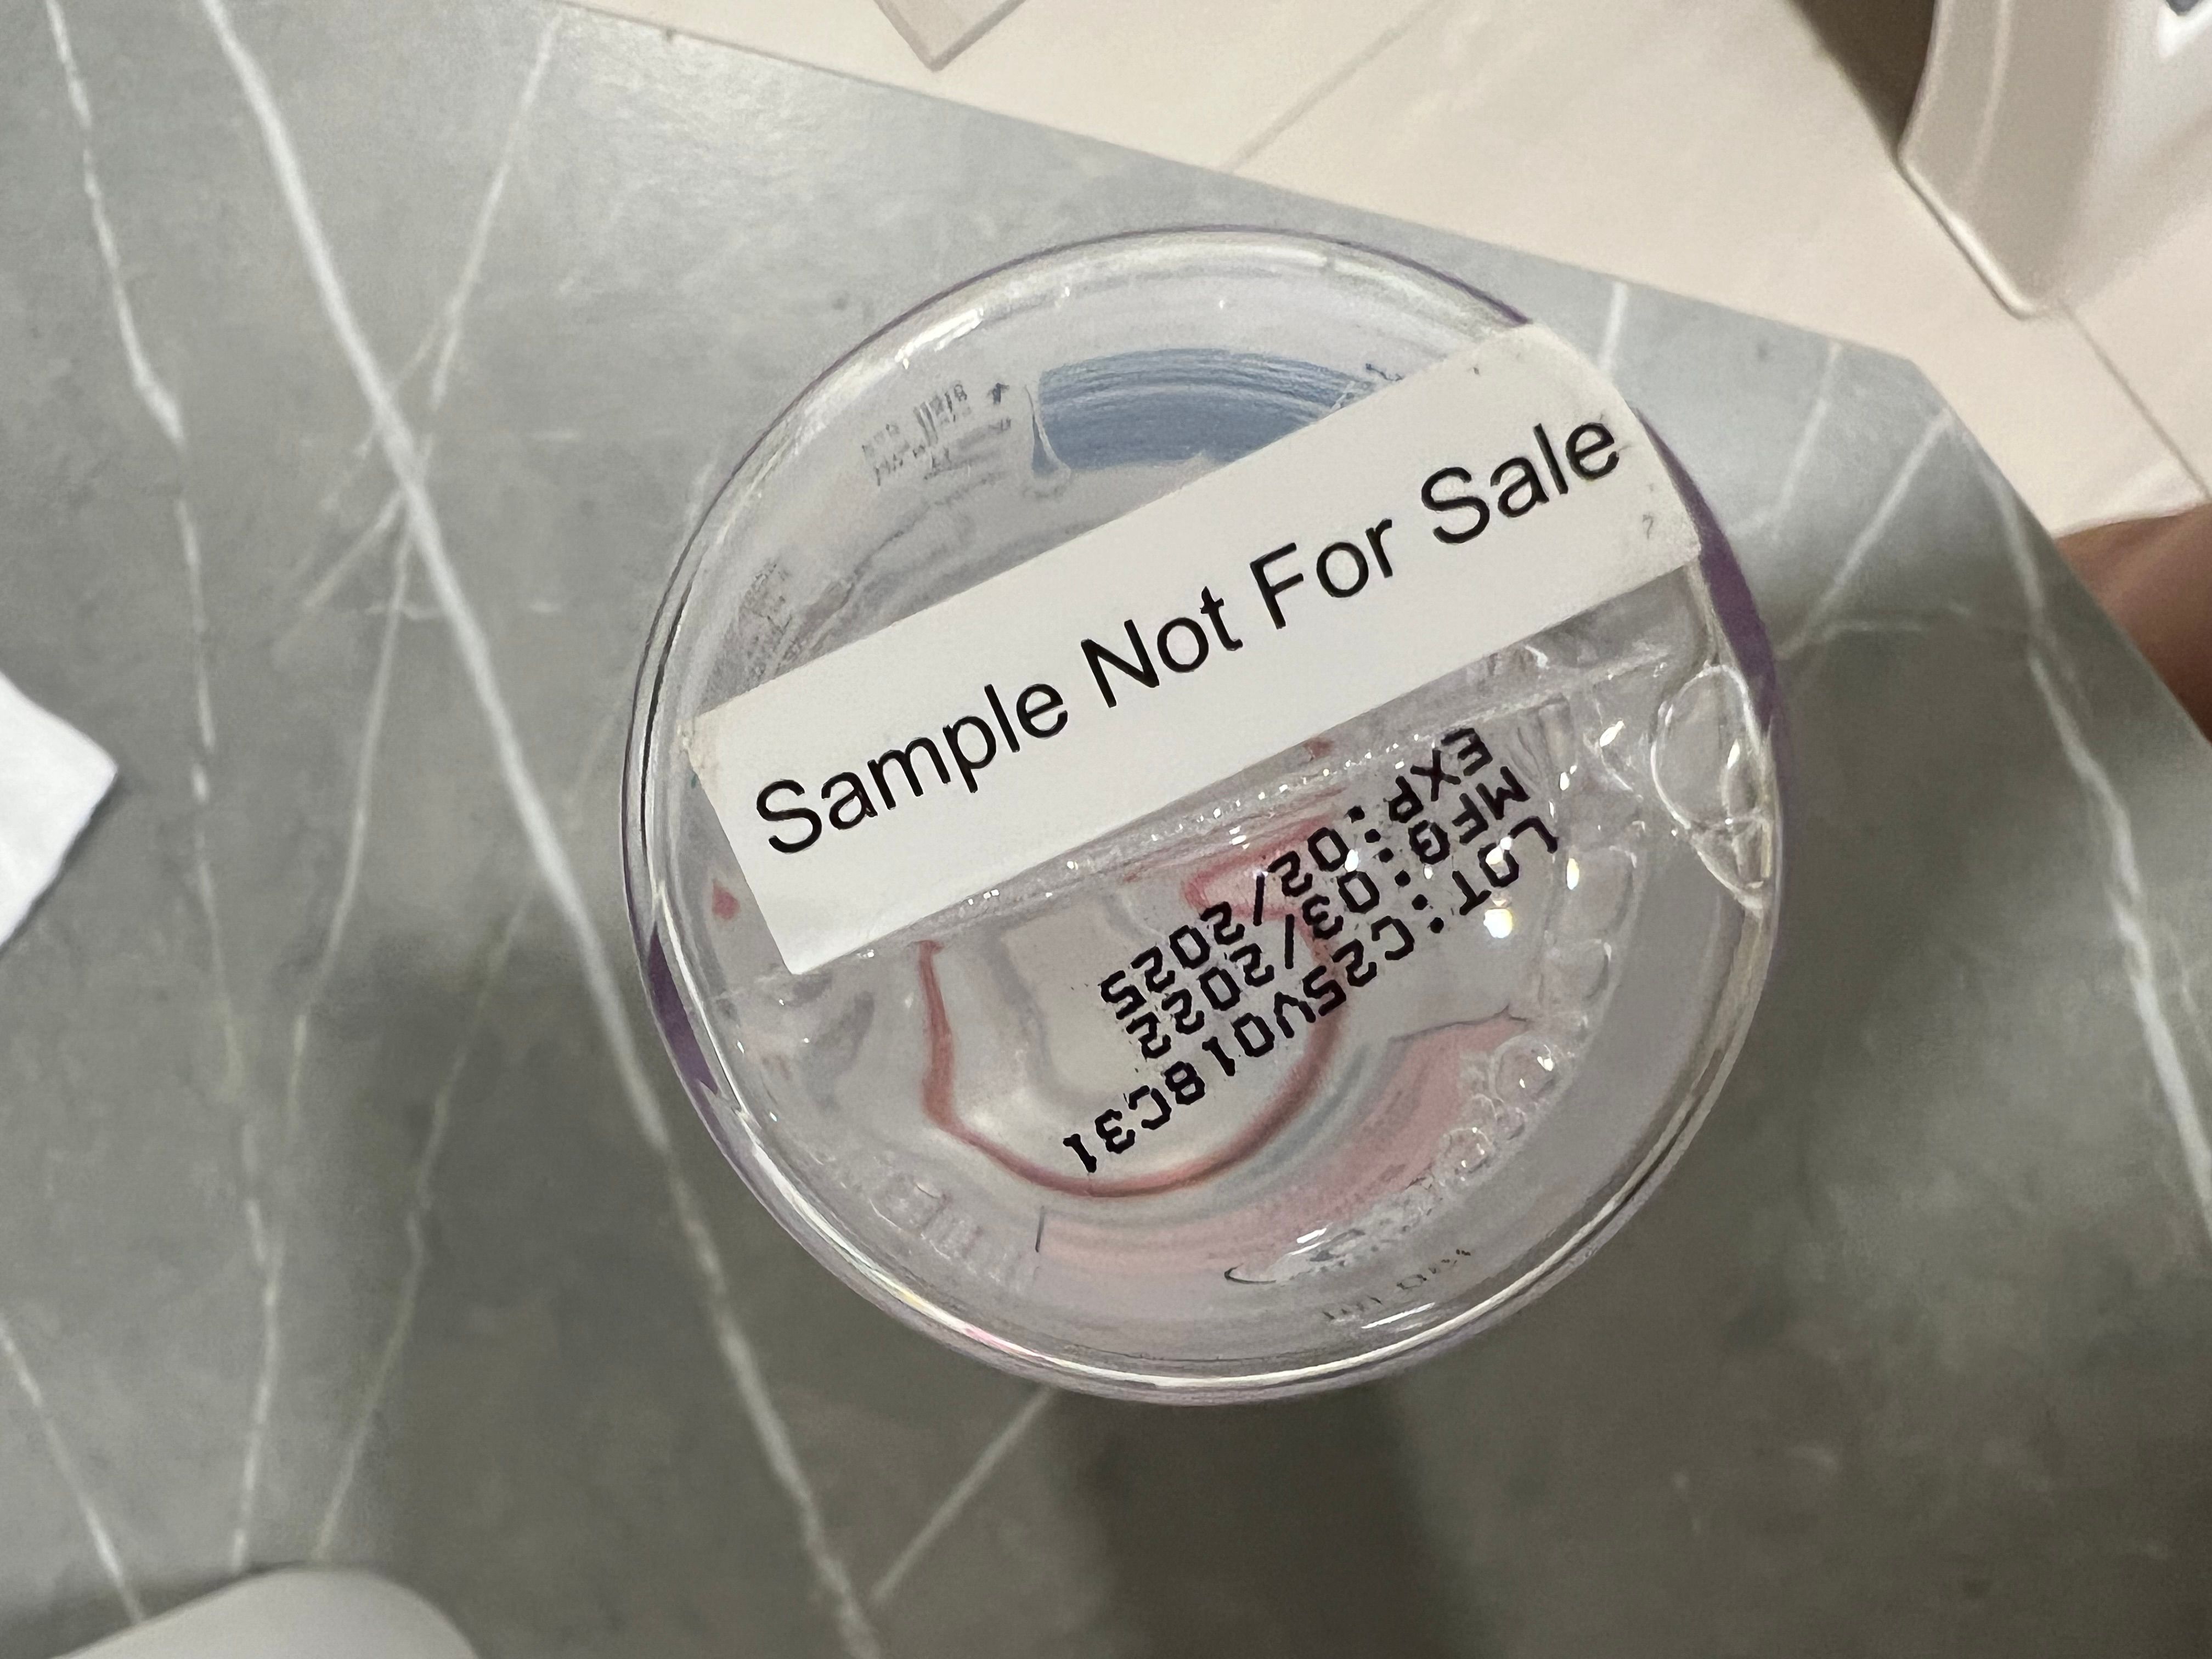 Sample Not For Sale
LOT:C25V018C31
MFG:03/2022
EXP:02/2025